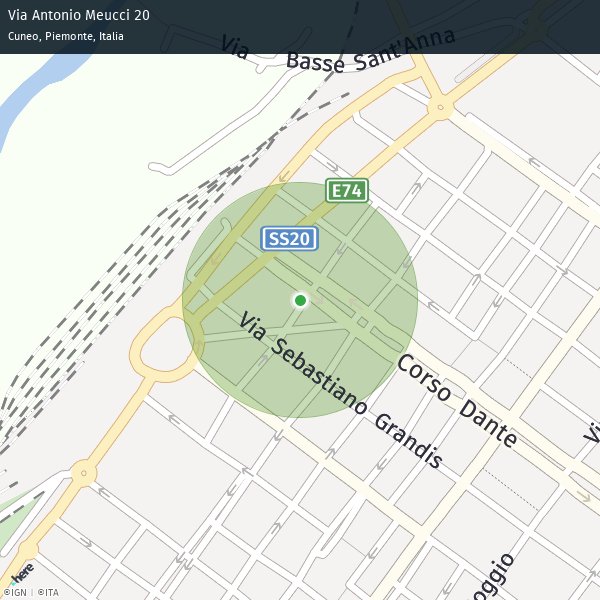 Via Antonio Meucci 20
Cuneo, Piemonte, Italia
Via Basse Sant'Anna
E74
SS20
Via Sebastiano Grandis
Corso Dante
Vi
oggio
here
©IGN | ©ITA